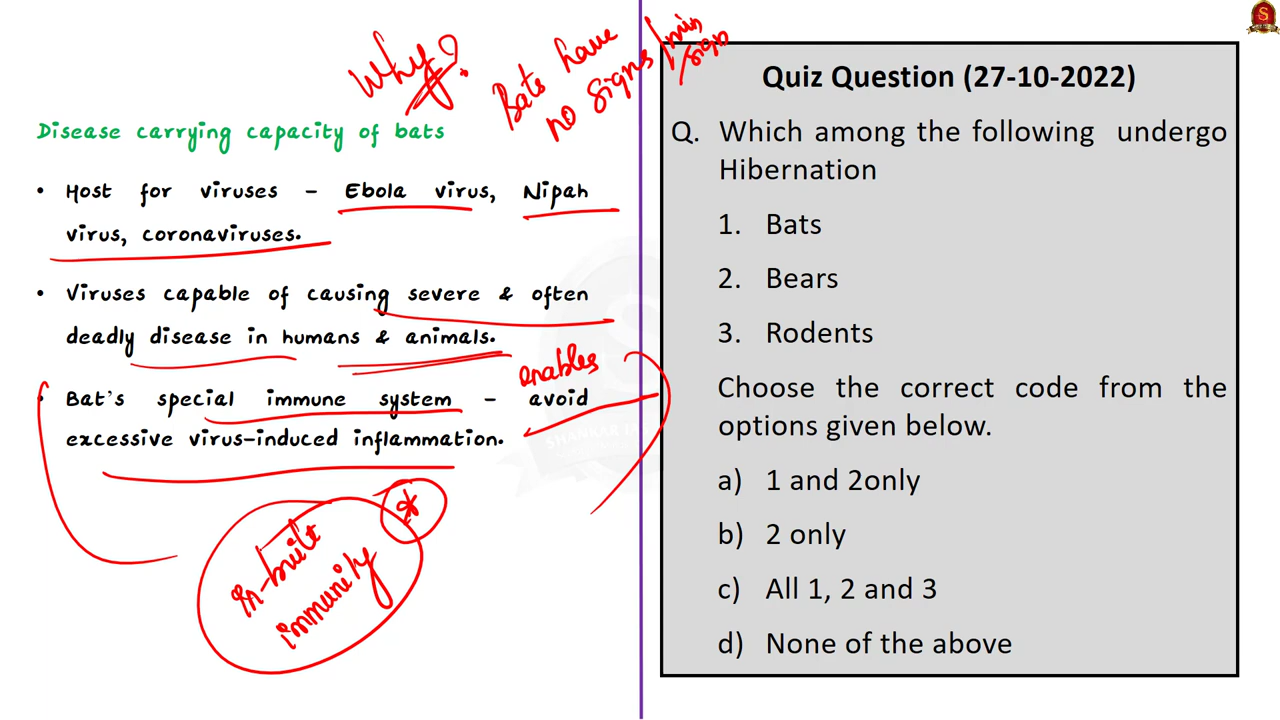 Why?
Bats have
no signs / min
sign
Disease carrying capacity of bats
• Host for viruses – Ebola virus, Nipah
virus, coronaviruses.
• Viruses capable of causing severe & often
deadly disease in humans & animals.
enables
• Bat's special immune system – avoid
excessive virus-induced inflammation.
In-built
immunity
Quiz Question (27-10-2022)
Q. Which among the following undergo
Hibernation
1. Bats
2. Bears
3. Rodents
Choose the correct code from the
options given below.
a) 1 and 2only
b) 2 only
c) All 1, 2 and 3
d) None of the above